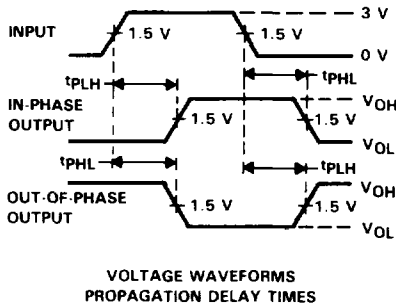 3 V
INPUT 1.5 V 1.5 V
0 V
tPLH tPHL
IN-PHASE VOH
OUTPUT 1.5 V 1.5 V
VOL
tPHL tPLH
OUT-OF-PHASE VOH
OUTPUT 1.5 V 1.5 V
VOL
VOLTAGE WAVEFORMS
PROPAGATION DELAY TIMES